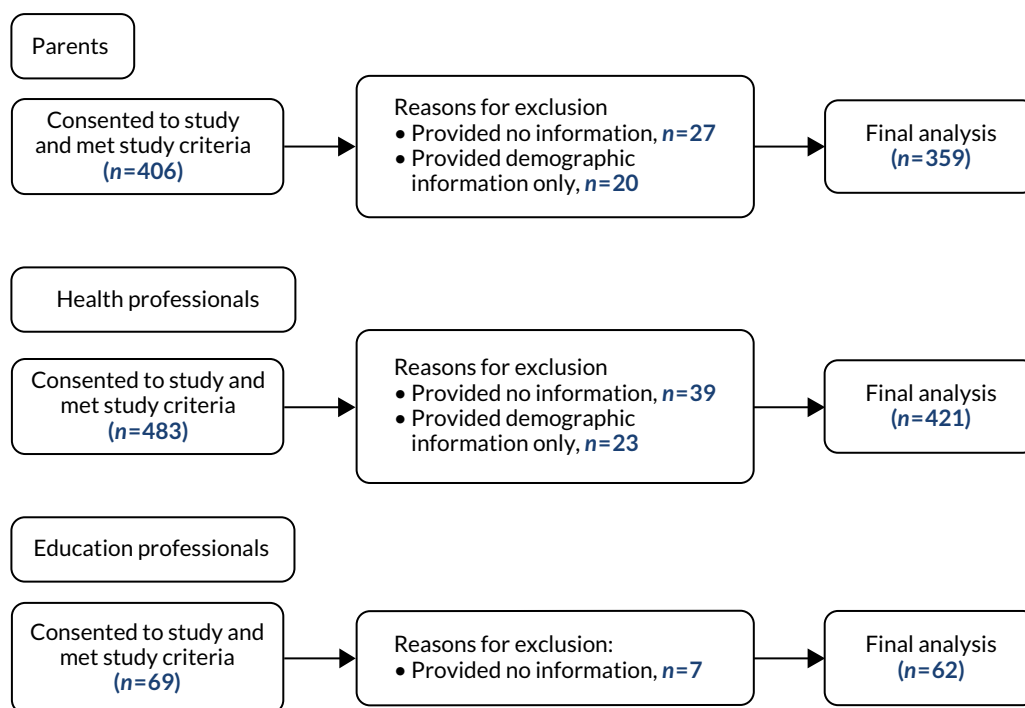 Parents
Consented to study
and met study criteria
(n=406)
Reasons for exclusion
• Provided no information, n=27
• Provided demographic
information only, n=20
Final analysis
(n=359)
Health professionals
Consented to study and
met study criteria
(n=483)
Reasons for exclusion
• Provided no information, n=39
• Provided demographic
information only, n=23
Final analysis
(n=421)
Education professionals
Consented to study and
met study criteria
(n=69)
Reasons for exclusion:
• Provided no information, n=7
Final analysis
(n=62)